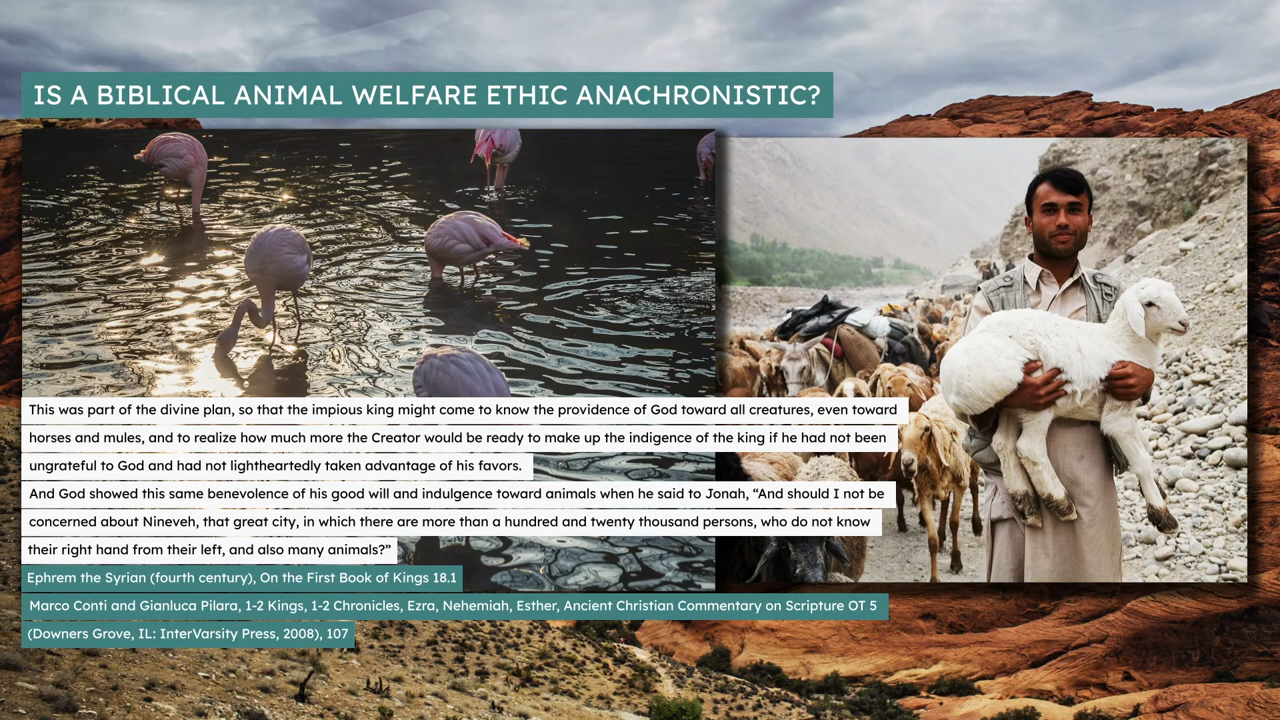 IS A BIBLICAL ANIMAL WELFARE ETHIC ANACHRONISTIC?
This was part of the divine plan, so that the impious king might come to know the providence of God toward all creatures, even toward
horses and mules, and to realize how much more the Creator would be ready to make up the indigence of the king if he had not been
ungrateful to God and had not lightheartedly taken advantage of his favors.
And God showed this same benevolence of his good will and indulgence toward animals when he said to Jonah, “And should I not be
concerned about Nineveh, that great city, in which there are more than a hundred and twenty thousand persons, who do not know
their right hand from their left, and also many animals?”
Ephrem the Syrian (fourth century), On the First Book of Kings 18.1
Marco Conti and Gianluca Pilara, 1-2 Kings, 1-2 Chronicles, Ezra, Nehemiah, Esther, Ancient Christian Commentary on Scripture OT 5
(Downers Grove, IL: InterVarsity Press, 2008), 107